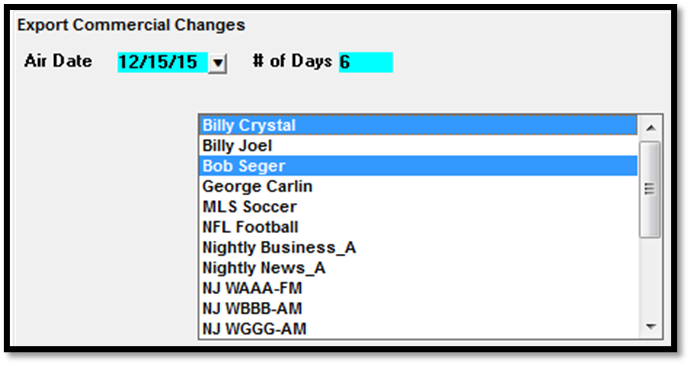 Export Commercial Changes
Air Date 12/15/15 # of Days 6
Billy Crystal
Billy Joel
Bob Seger
George Carlin
MLS Soccer
NFL Football
Nightly Business_A
Nightly News_A
NJ WAAA-FM
NJ WBBB-AM
NJ WGGG-AM